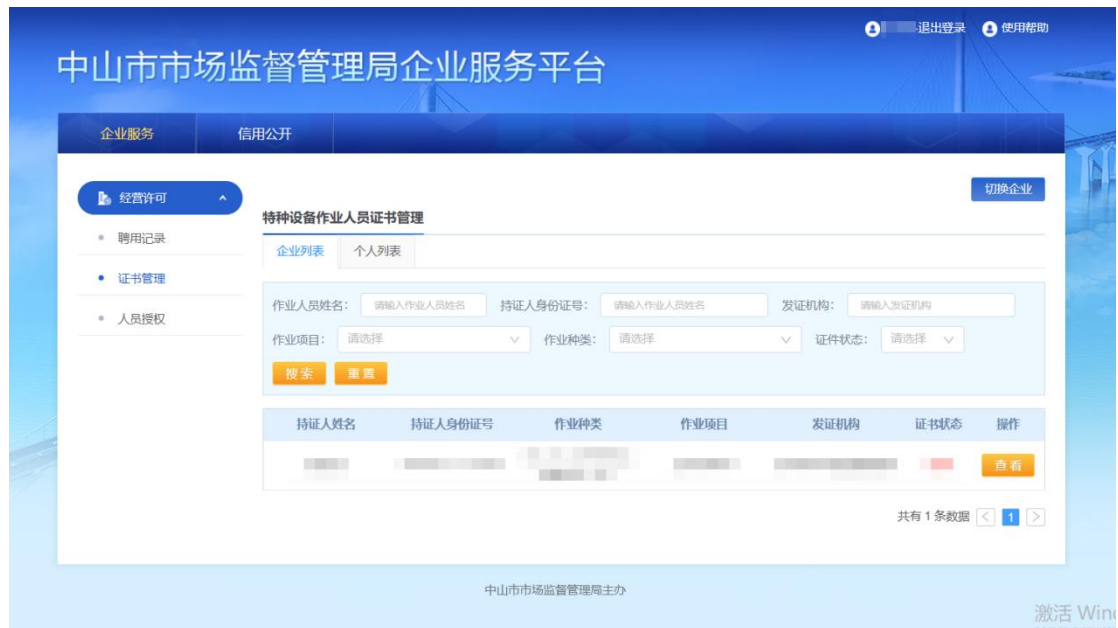 退出登录 使用帮助
中山市市场监督管理局企业服务平台
企业服务 信用公开
经营许可
切换企业
聘用记录
证书管理
人员授权
特种设备作业人员证书管理
企业列表 个人列表
作业人员姓名: 请输入作业人员姓名 持证人身份证号: 请输入作业人员姓名 发证机构: 请输入发证机构
作业项目: 请选择 作业种类: 请选择 证件状态: 请选择
搜索 重置
持证人姓名 持证人身份证号 作业种类 作业项目 发证机构 证书状态 操作
查看
共有 1 条数据 < 1 >
中山市市场监督管理局主办
激活 Wind